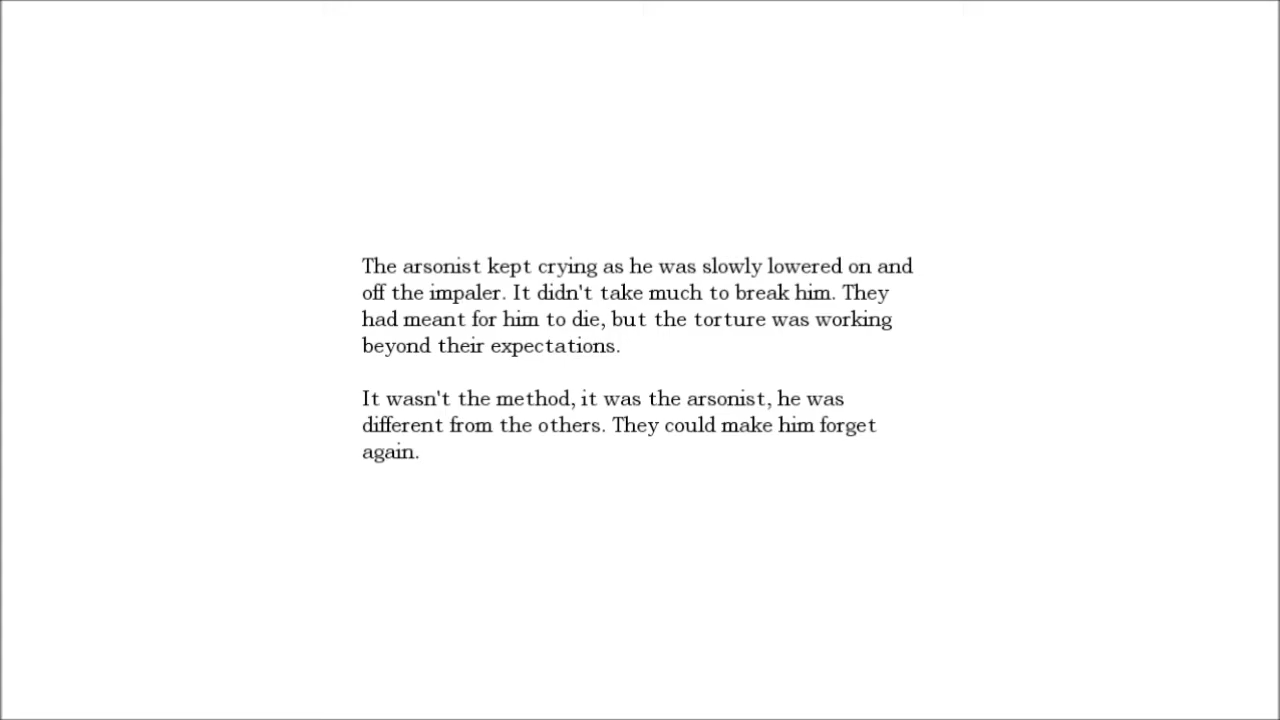 The arsonist kept crying as he was slowly lowered on and
off the impaler. It didn't take much to break him. They
had meant for him to die, but the torture was working
beyond their expectations.
It wasn't the method, it was the arsonist, he was
different from the others. They could make him forget
again.